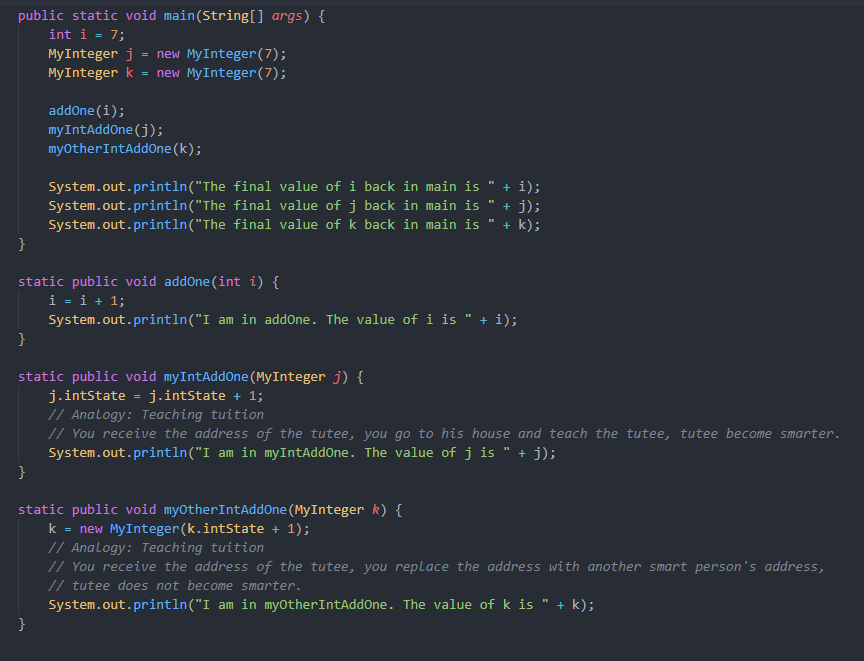 public static void main(String[] args) {
int i = 7;
MyInteger j = new MyInteger(7);
MyInteger k = new MyInteger(7);
addOne(i);
myIntAddOne(j);
myOtherIntAddOne(k);
System.out.println("The final value of i back in main is " + i);
System.out.println("The final value of j back in main is " + j);
System.out.println("The final value of k back in main is " + k);
}
static public void addOne(int i) {
i = i + 1;
System.out.println("I am in addOne. The value of i is " + i);
}
static public void myIntAddOne(MyInteger j) {
j.intState = j.intState + 1;
// Analogy: Teaching tuition
// You receive the address of the tutee, you go to his house and teach the tutee, tutee become smarter.
System.out.println("I am in myIntAddOne. The value of j is " + j);
}
static public void myOtherIntAddOne(MyInteger k) {
k = new MyInteger(k.intState + 1);
// Analogy: Teaching tuition
// You receive the address of the tutee, you replace the address with another smart person's address,
// tutee does not become smarter.
System.out.println("I am in myOtherIntAddOne. The value of k is " + k);
}